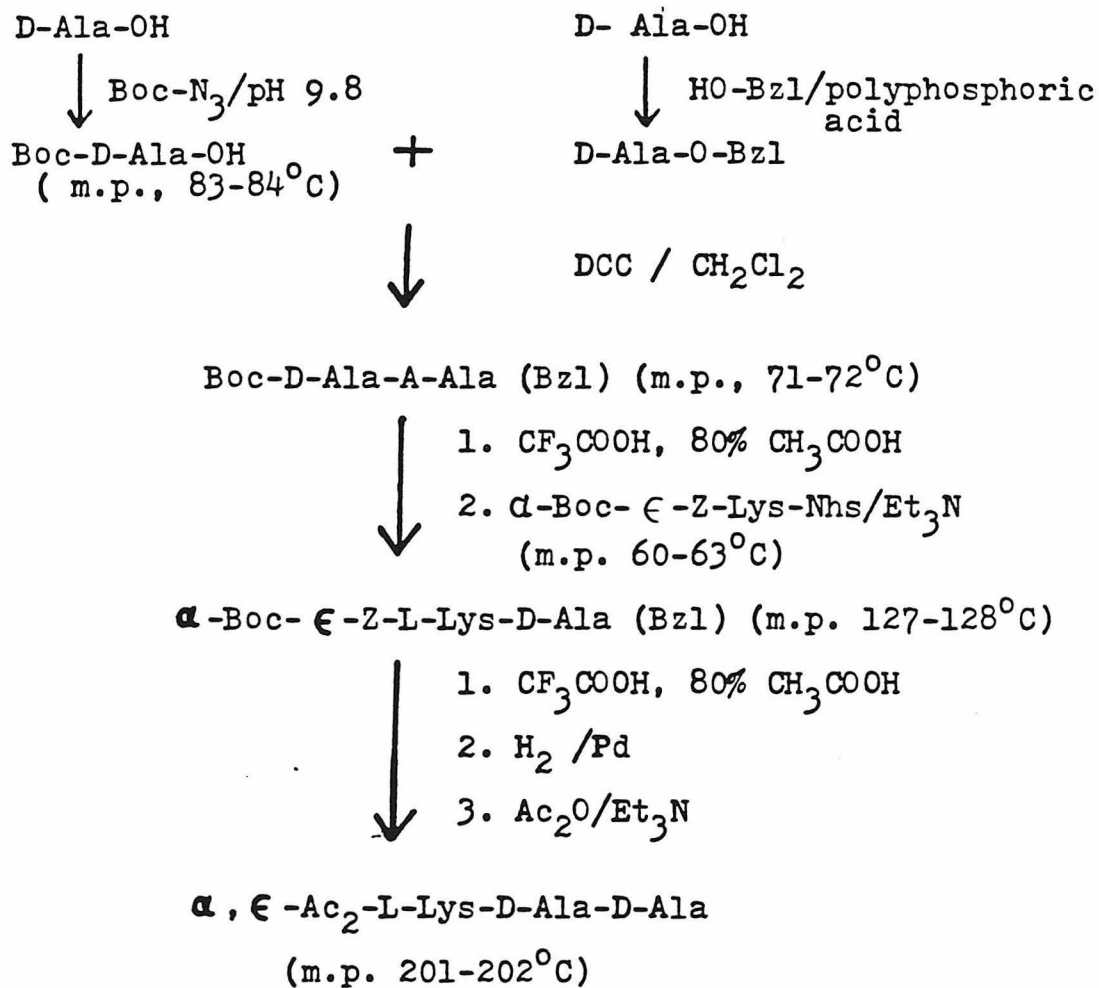 D-Ala-OH D- Ala-OH
Boc-N₃/pH 9.8 HO-Bzl/polyphosphoric
acid
Boc-D-Ala-OH + D-Ala-O-Bzl
( m.p., 83-84°C)
DCC / CH₂Cl₂
Boc-D-Ala-A-Ala (Bzl) (m.p., 71-72°C)
1. CF₃COOH, 80% CH₃COOH
2. α-Boc- ϵ -Z-Lys-Nhs/Et₃N
(m.p. 60-63°C)
α-Boc- ϵ-Z-L-Lys-D-Ala (Bzl) (m.p. 127-128°C)
1. CF₃COOH, 80% CH₃COOH
2. H₂ /Pd
3. Ac₂O/Et₃N
α, ϵ-Ac₂-L-Lys-D-Ala-D-Ala
(m.p. 201-202°C)